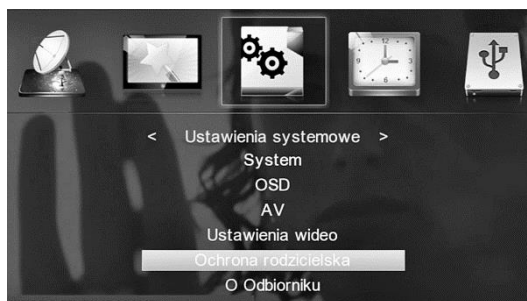 < Ustawienia systemowe >
System
OSD
AV
Ustawienia wideo
Ochrona rodzicielska
O Odbiorniku